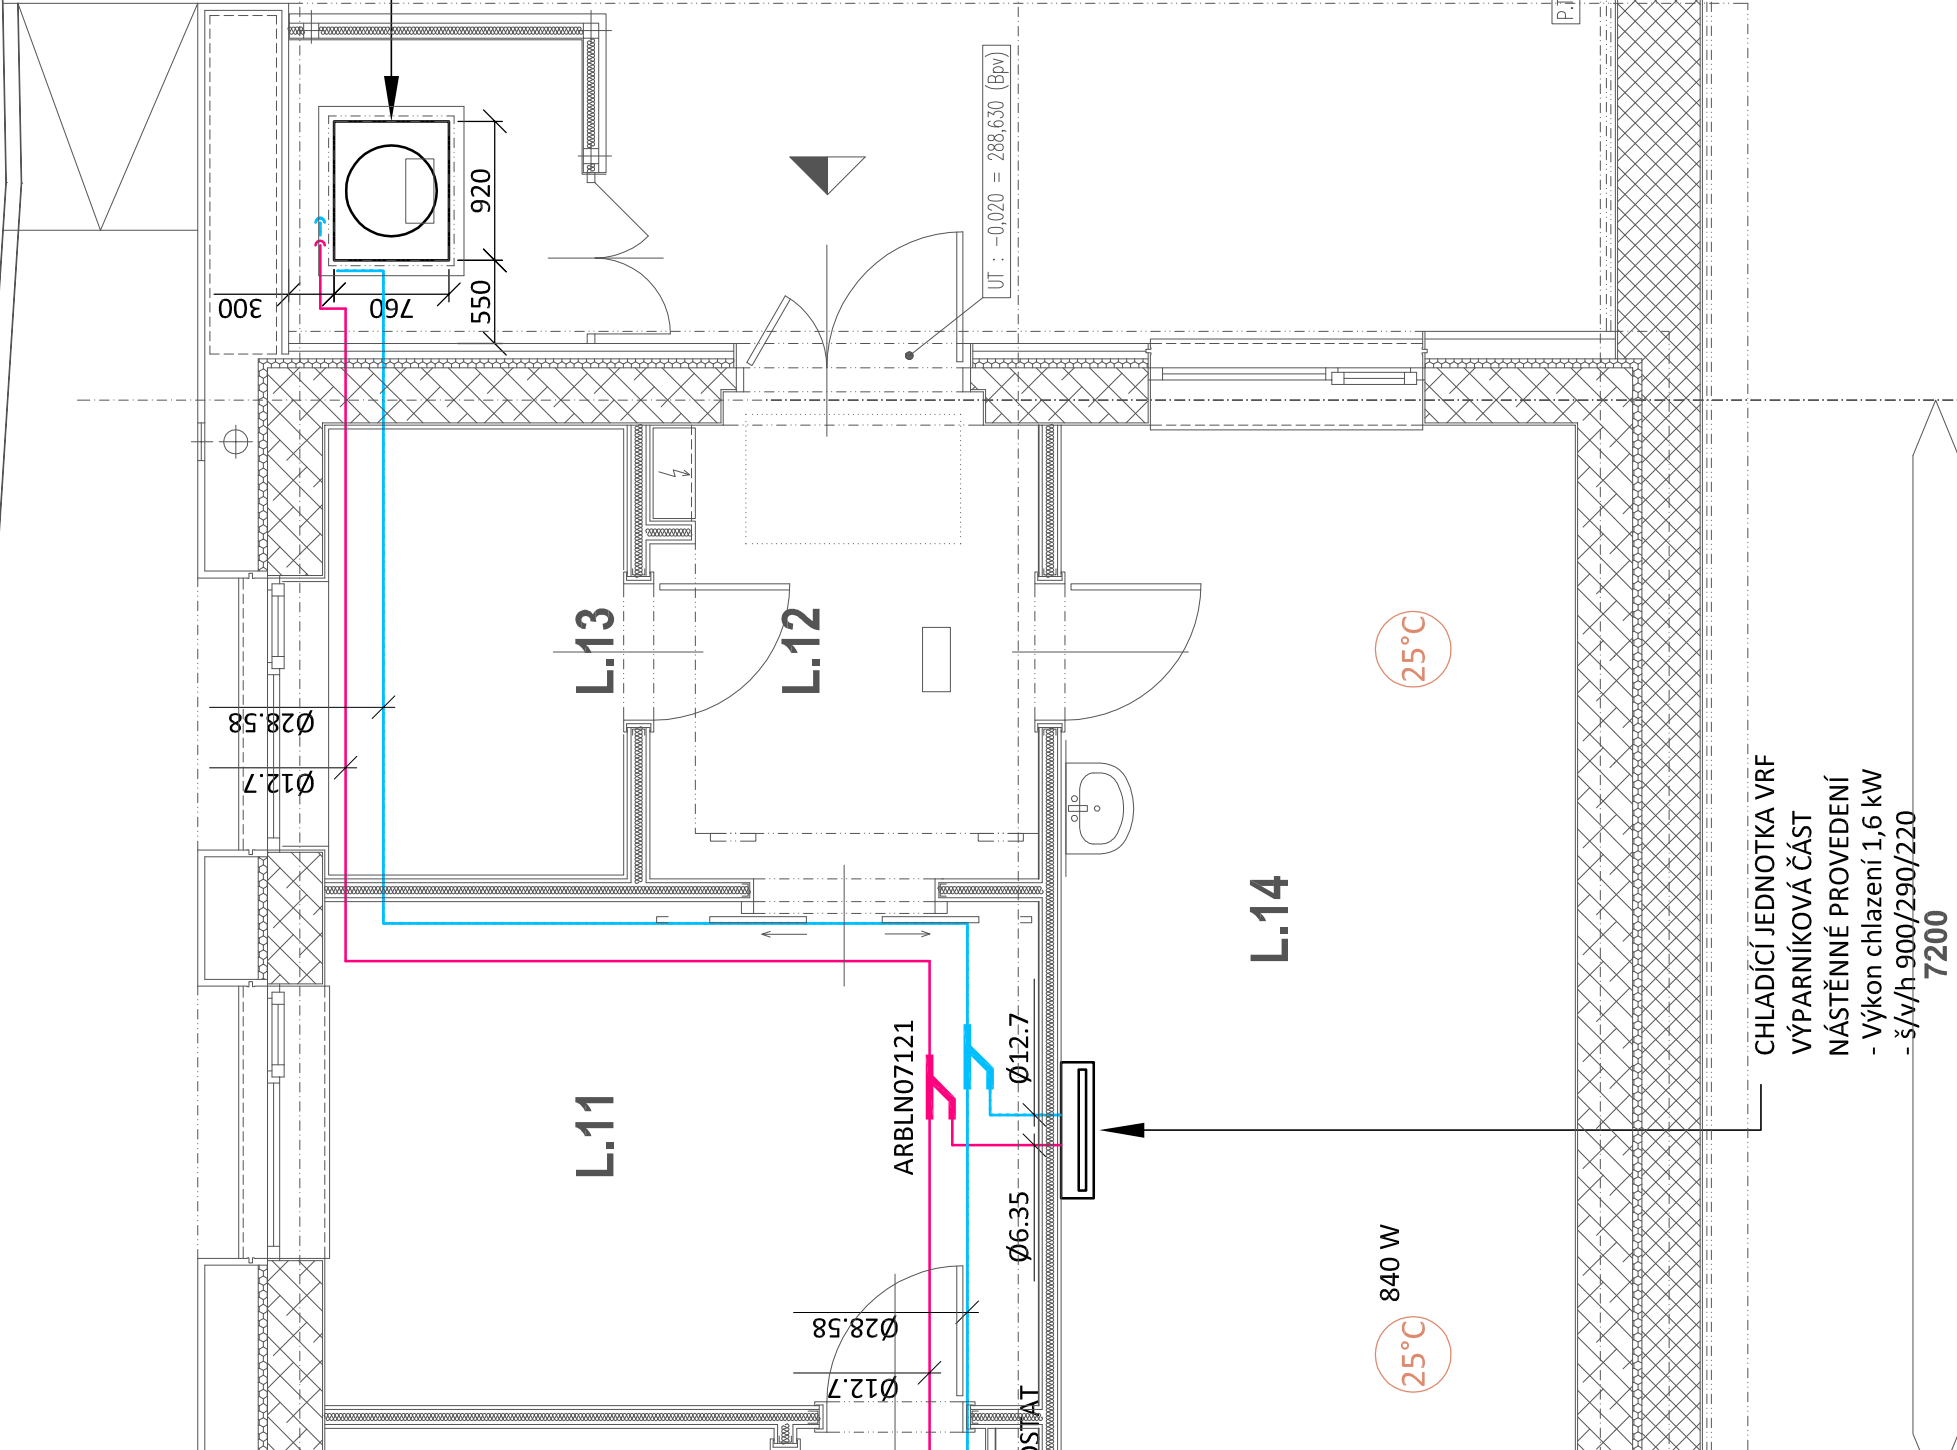 UT : -0,020 = 288,630 (Bpv)
920
550
300
760
L.13
L.12
25°C
Ø28.58
Ø12.7
L.14
L.11
ARBLN07121
Ø12.7
Ø6.35
Ø28.58
Ø12.7
840 W
25°C
CHLADÍCÍ JEDNOTKA VRF
VÝPARNÍKOVÁ ČÁST
NÁSTĚNNÉ PROVEDENÍ
- Výkon chlazení 1,6 kW
- š/v/h 900/290/220
7200